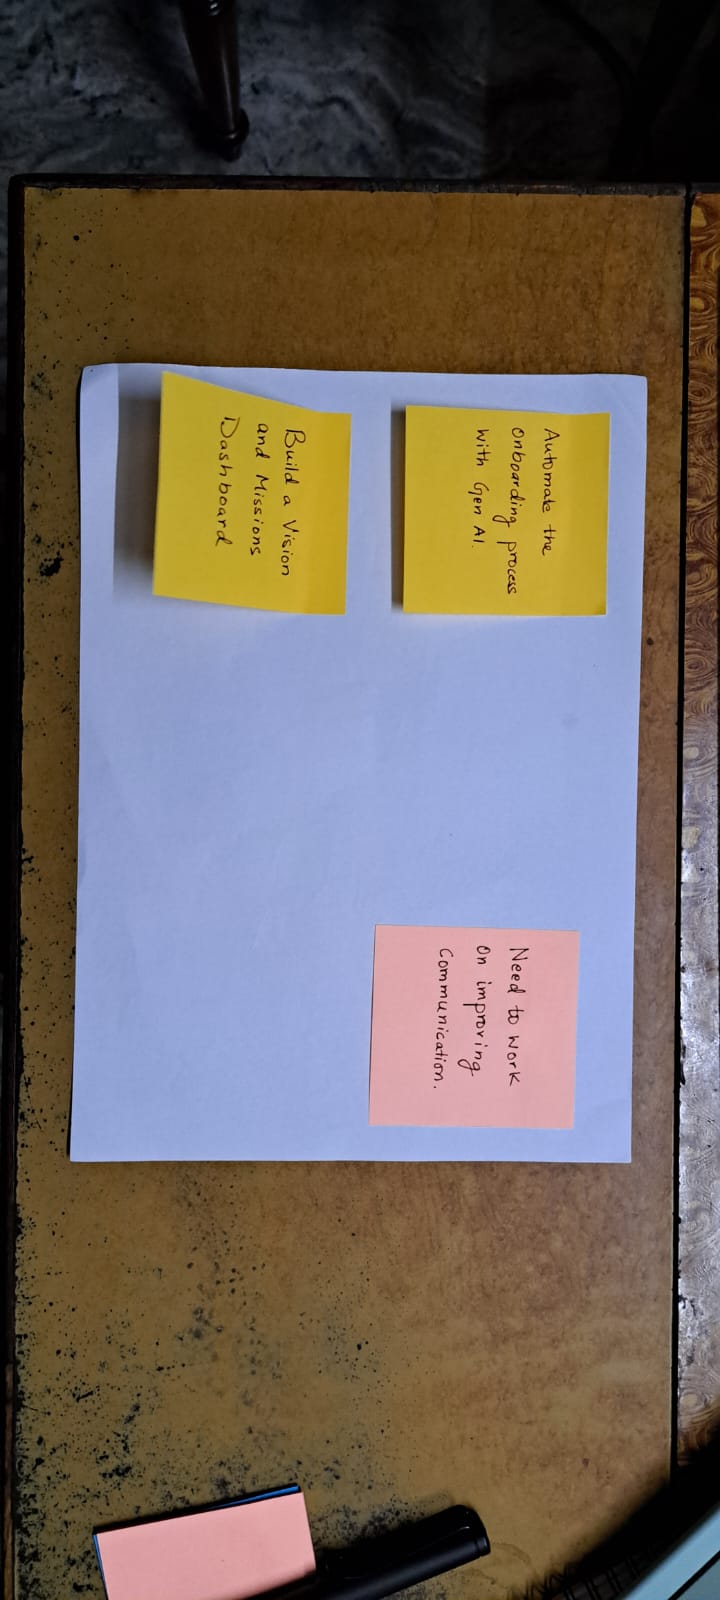 Automate the
onboarding process
with Gen AI.
Build a Vision
and Missions
Dashboard
Need to work
on improving
Communication.